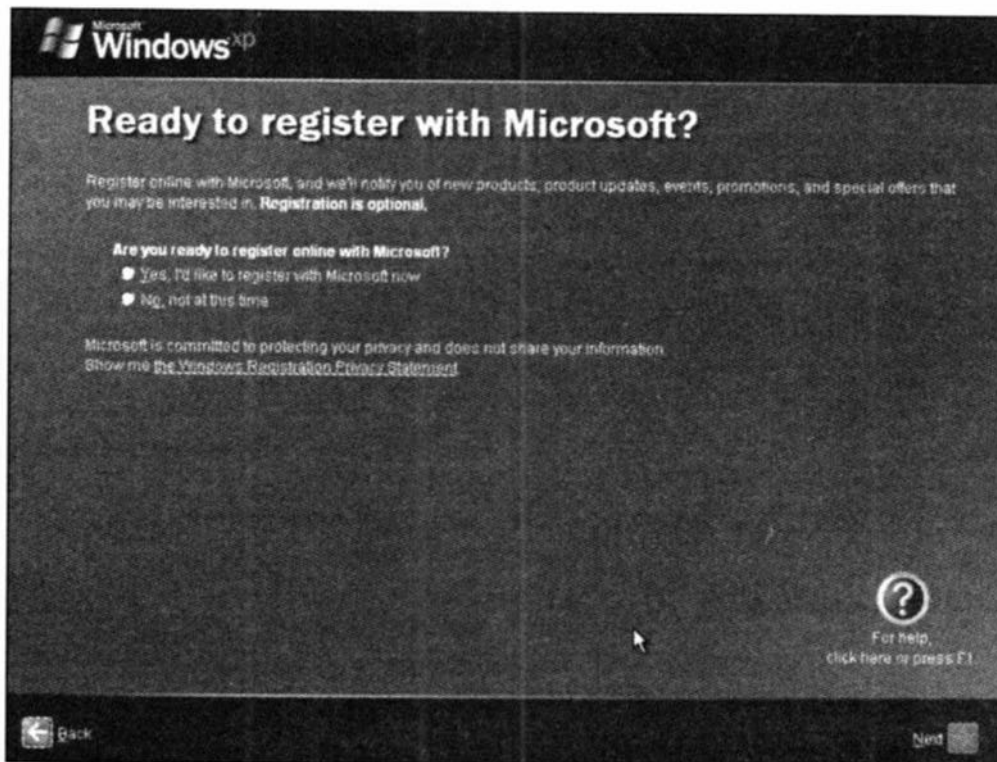 Microsoft
Windows xp
Ready to register with Microsoft?
Register online with Microsoft, and we'll notify you of new products, product updates, events, promotions, and special offers that
you may be interested in. Registration is optional.
Are you ready to register online with Microsoft?
Yes, I'd like to register with Microsoft now
No, not at this time
Microsoft is committed to protecting your privacy and does not share your information.
Show me the Windows Registration Privacy Statement
?
For help,
click here or press F1.
Back
Next